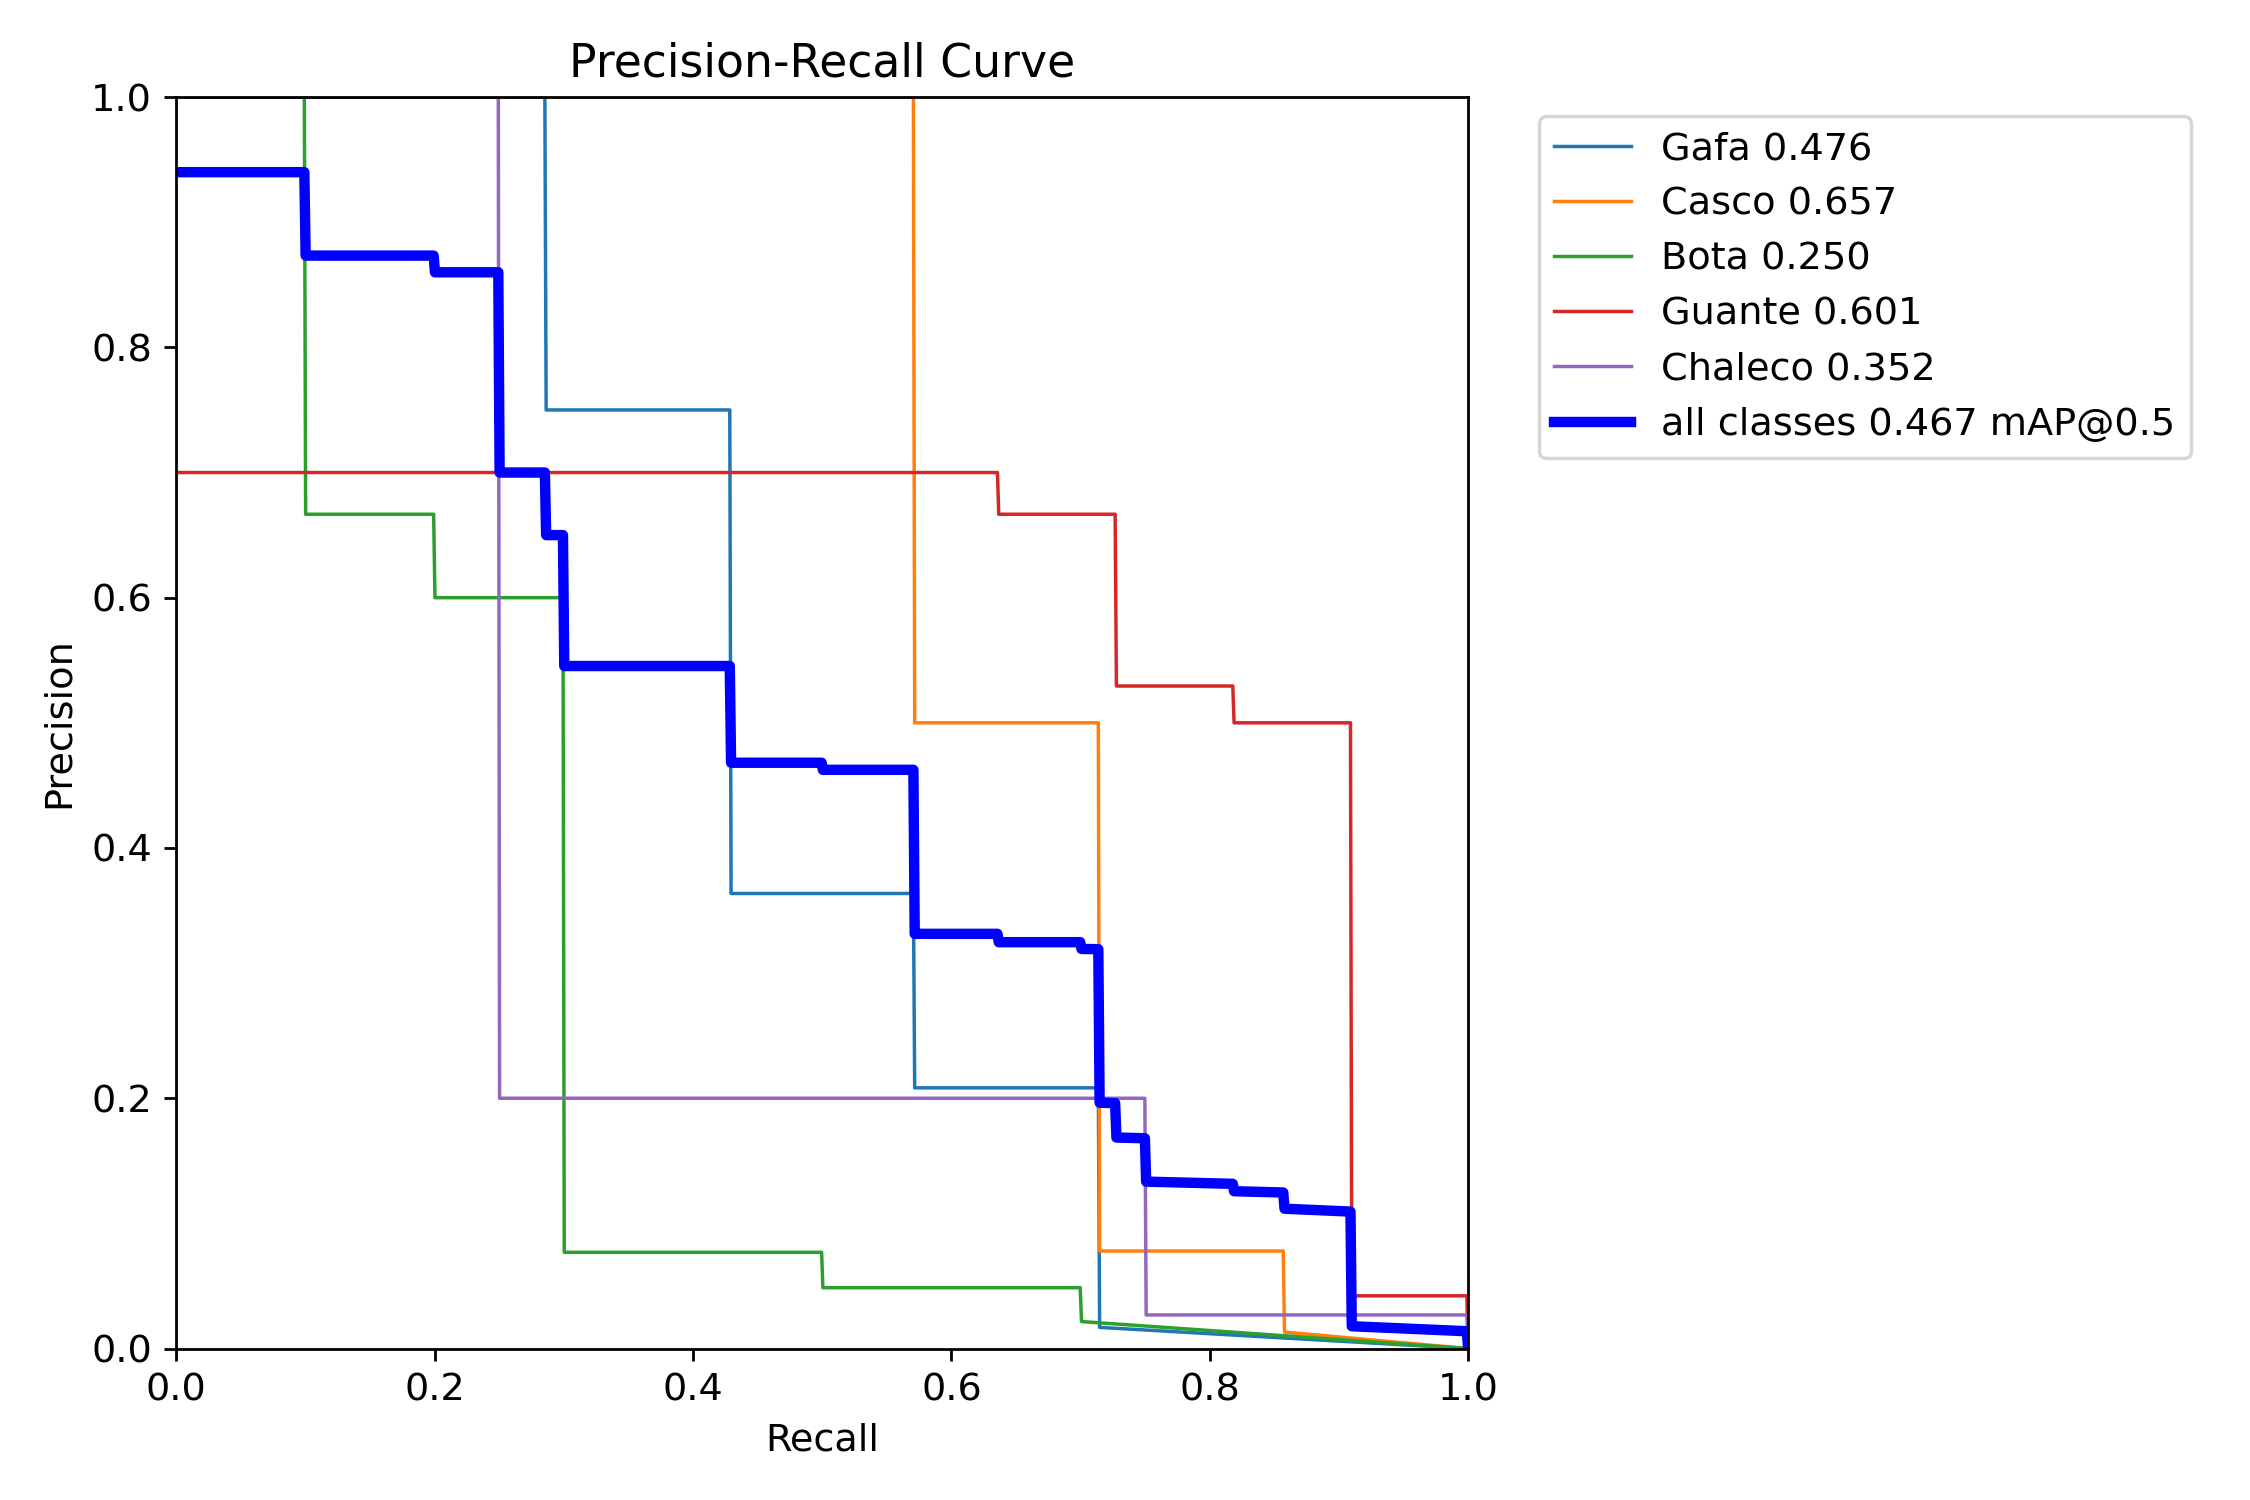 Precision-Recall Curve
1.0
0.8
0.6
0.4
0.2
0.0
Precision
0.0 0.2 0.4 0.6 0.8 1.0
Recall
Gafa 0.476
Casco 0.657
Bota 0.250
Guante 0.601
Chaleco 0.352
all classes 0.467 mAP@0.5